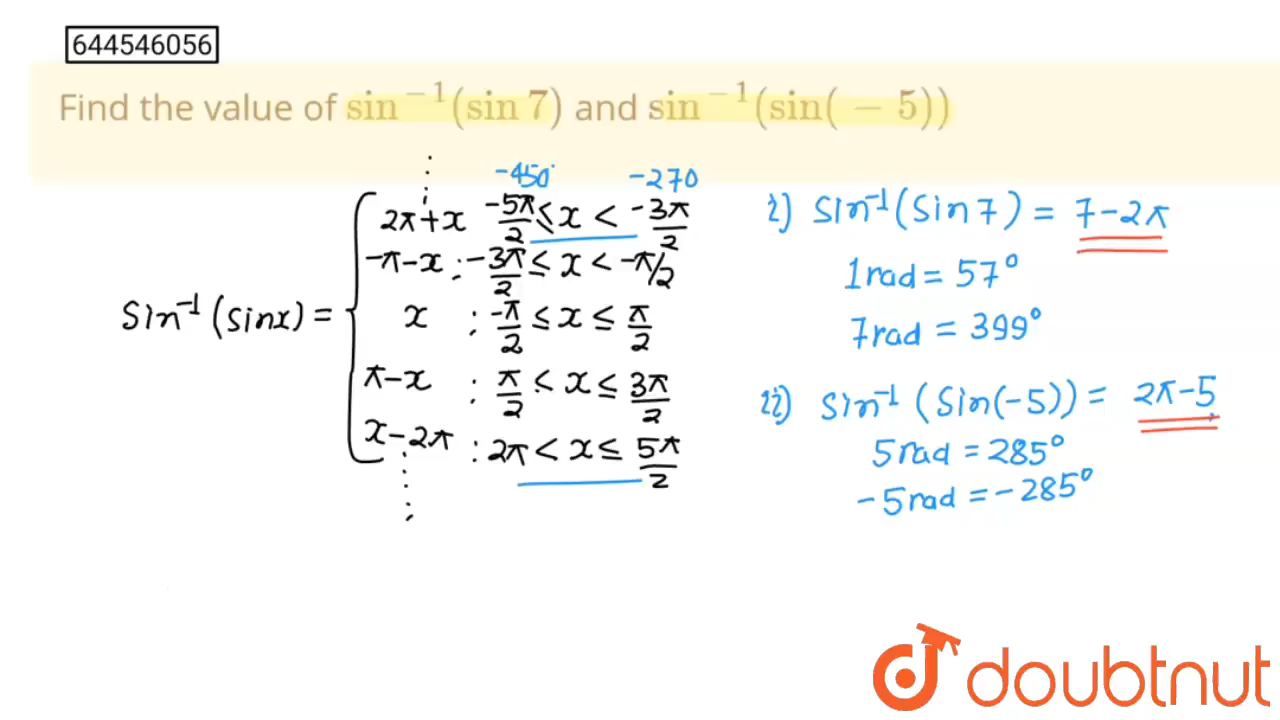 644546056
Find the value of sin⁻¹(sin 7) and sin⁻¹(sin( − 5))
-450° -270
2π+x -5π/2 ≤ x < -3π/2
-π-x : -3π/2 ≤ x < -π/2
Sin⁻¹(sinx) = x : -π/2 ≤ x ≤ π/2
π-x : π/2 < x ≤ 3π/2
x-2π : 2π < x ≤ 5π/2
i) Sin⁻¹(Sin7) = 7-2π
1rad = 57°
7rad = 399°
ii) Sin⁻¹(Sin(-5)) = 2π-5
5rad = 285°
-5rad = -285°
doubtnut